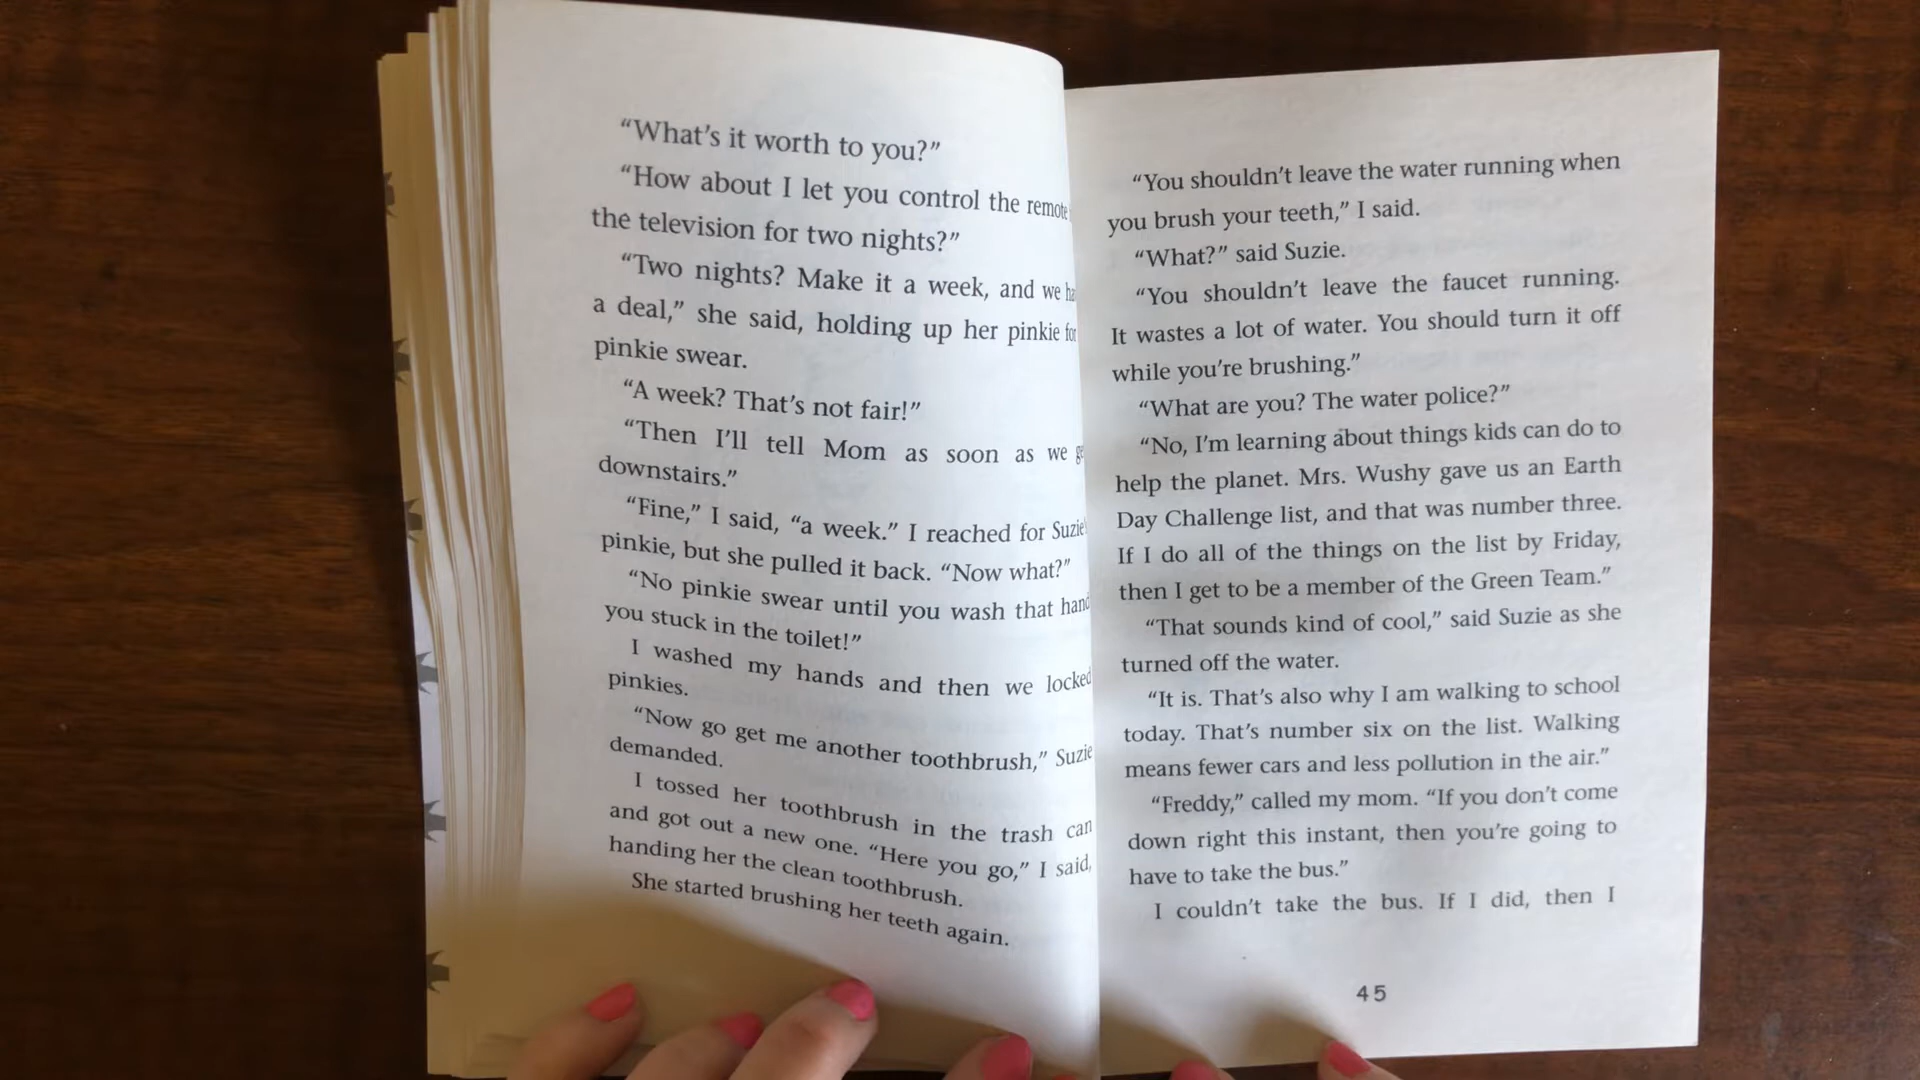 “What’s it worth to you?”
“How about I let you control the remote
the television for two nights?”
“Two nights? Make it a week, and we
a deal,” she said, holding up her pinkie
pinkie swear.
“A week? That’s not fair!”
“Then I’ll tell Mom as soon as we
downstairs.”
“Fine,” I said, “a week.” I reached for
pinkie, but she pulled it back. “Now what?”
“No pinkie swear until you wash that hand
you stuck in the toilet!”
I washed my hands and then we locked
pinkies.
“Now go get me another toothbrush,” Suzie
demanded.
I tossed her toothbrush in the trash can
and got out a new one. “Here you go,” I said,
handing her the clean toothbrush.
She started brushing her teeth again.
“You shouldn’t leave the water running when
you brush your teeth,” I said.
“What?” said Suzie.
“You shouldn’t leave the faucet running.
It wastes a lot of water. You should turn it off
while you’re brushing.”
“What are you? The water police?”
“No, I’m learning about things kids can do to
help the planet. Mrs. Wushy gave us an Earth
Day Challenge list, and that was number three.
If I do all of the things on the list by Friday,
then I get to be a member of the Green Team.”
“That sounds kind of cool,” said Suzie as she
turned off the water.
“It is. That’s also why I am walking to school
today. That’s number six on the list. Walking
means fewer cars and less pollution in the air.”
“Freddy,” called my mom. “If you don’t come
down right this instant, then you’re going to
have to take the bus.”
I couldn’t take the bus. If I did, then I
45